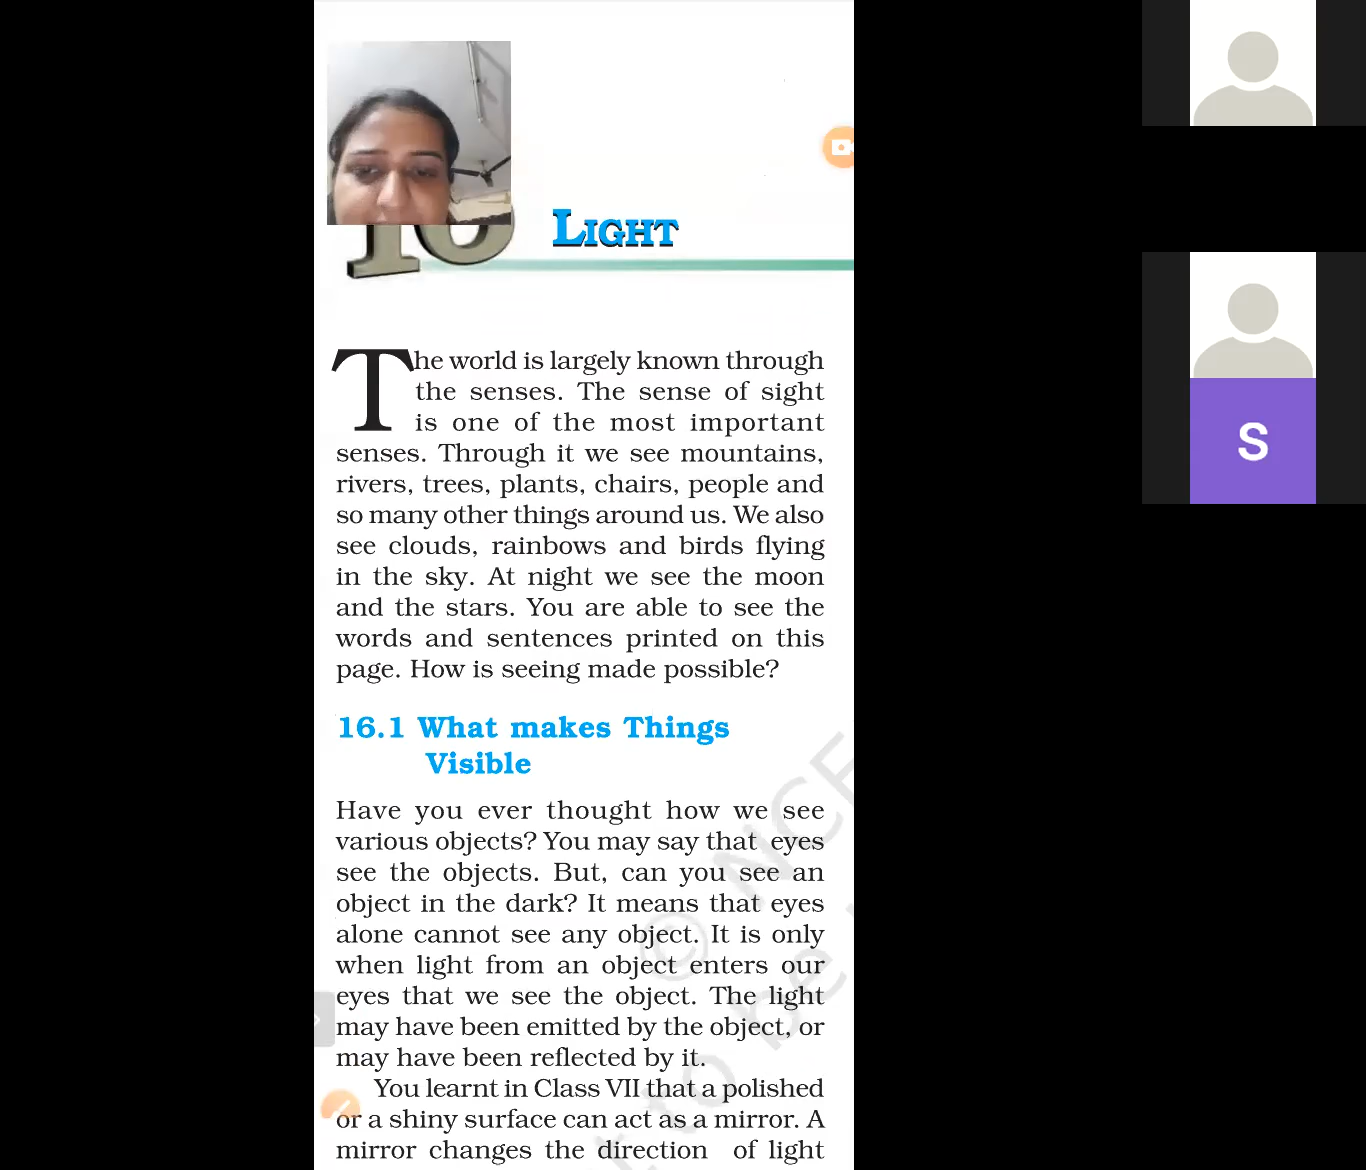 16
LIGHT
The world is largely known through
the senses. The sense of sight
is one of the most important
senses. Through it we see mountains,
rivers, trees, plants, chairs, people and
so many other things around us. We also
see clouds, rainbows and birds flying
in the sky. At night we see the moon
and the stars. You are able to see the
words and sentences printed on this
page. How is seeing made possible?
16.1 What makes Things
Visible
Have you ever thought how we see
various objects? You may say that eyes
see the objects. But, can you see an
object in the dark? It means that eyes
alone cannot see any object. It is only
when light from an object enters our
eyes that we see the object. The light
may have been emitted by the object, or
may have been reflected by it.
You learnt in Class VII that a polished
or a shiny surface can act as a mirror. A
mirror changes the direction of light
© NCE
t to be
S